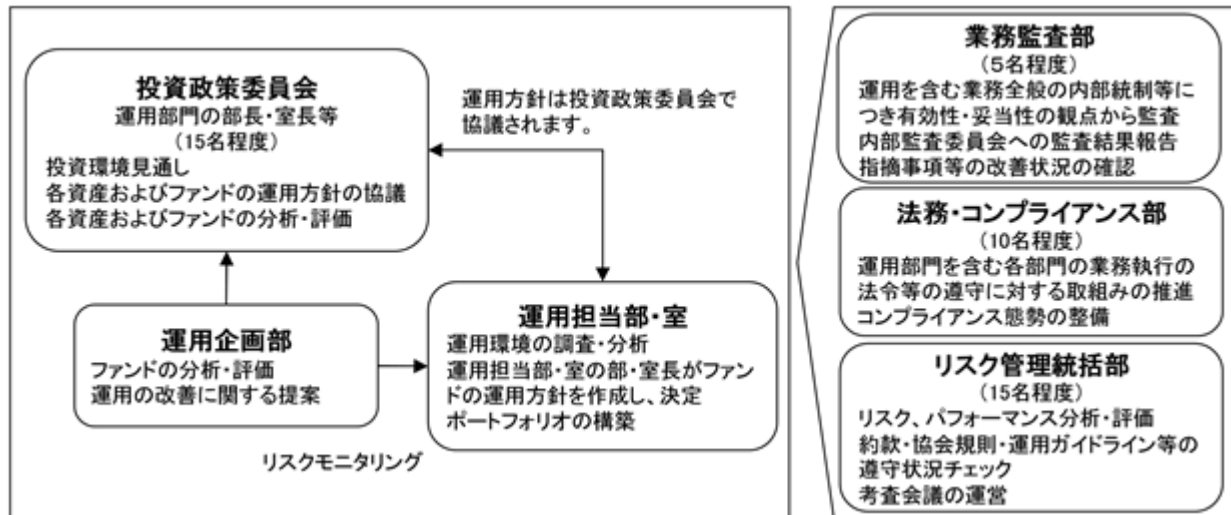 投資政策委員会
運用部門の部長・室長等
(15名程度)
投資環境見通し
各資産およびファンドの運用方針の協議
各資産およびファンドの分析・評価
運用方針は投資政策委員会で
協議されます。
運用企画部
ファンドの分析・評価
運用の改善に関する提案
運用担当部・室
運用環境の調査・分析
運用担当部・室の部・室長がファン
ドの運用方針を作成し、決定
ポートフォリオの構築
リスクモニタリング
業務監査部
(5名程度)
運用を含む業務全般の内部統制等に
つき有効性・妥当性の観点から監査
内部監査委員会への監査結果報告
指摘事項等の改善状況の確認
法務・コンプライアンス部
(10名程度)
運用部門を含む各部門の業務執行の
法令等の遵守に対する取組みの推進
コンプライアンス態勢の整備
リスク管理統括部
(15名程度)
リスク、パフォーマンス分析・評価
約款・協会規則・運用ガイドライン等の
遵守状況チェック
考査会議の運営